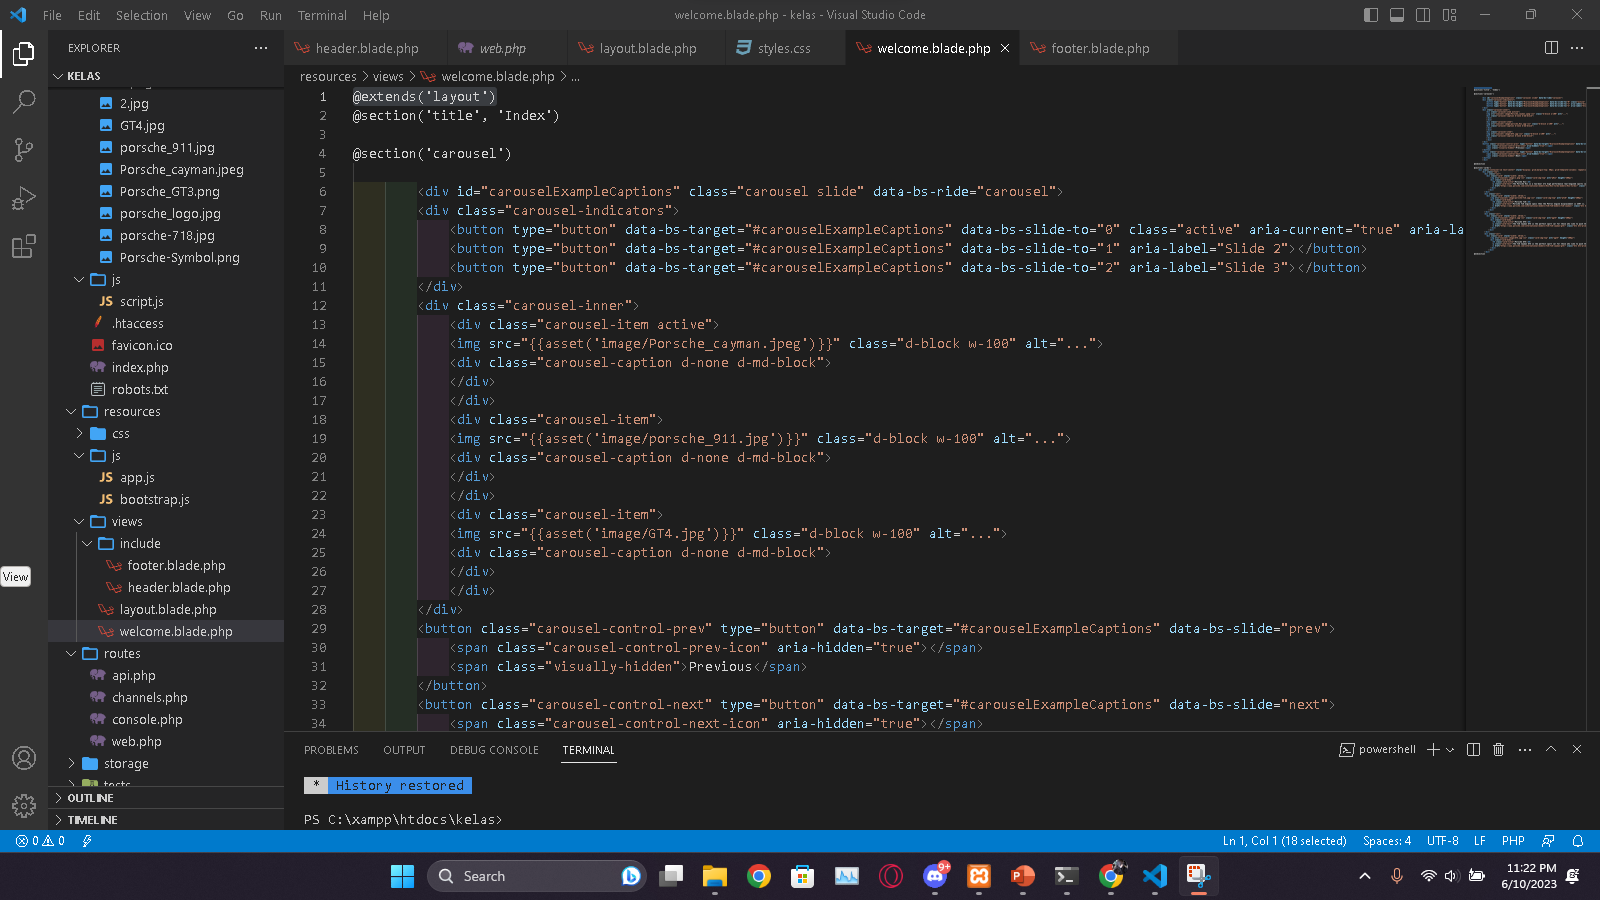 File Edit Selection View Go Run Terminal Help
welcome.blade.php - kelas - Visual Studio Code
EXPLORER
KELAS
2.jpg
GT4.jpg
porsche_911.jpg
Porsche_cayman.jpeg
Porsche_GT3.png
porsche_logo.jpg
porsche-718.jpg
Porsche-Symbol.png
js
JS script.js
.htaccess
favicon.ico
index.php
robots.txt
resources
css
js
JS app.js
JS bootstrap.js
views
include
footer.blade.php
header.blade.php
layout.blade.php
welcome.blade.php
routes
api.php
channels.php
console.php
web.php
storage
tests
OUTLINE
TIMELINE
View
header.blade.php web.php layout.blade.php styles.css welcome.blade.php footer.blade.php
resources > views > welcome.blade.php > ...
1 @extends('layout')
2 @section('title', 'Index')
3
4 @section('carousel')
5
6 <div id="carouselExampleCaptions" class="carousel slide" data-bs-ride="carousel">
7 <div class="carousel-indicators">
8 <button type="button" data-bs-target="#carouselExampleCaptions" data-bs-slide-to="0" class="active" aria-current="true" aria-la
9 <button type="button" data-bs-target="#carouselExampleCaptions" data-bs-slide-to="1" aria-label="Slide 2"></button>
10 <button type="button" data-bs-target="#carouselExampleCaptions" data-bs-slide-to="2" aria-label="Slide 3"></button>
11 </div>
12 <div class="carousel-inner">
13 <div class="carousel-item active">
14 <img src="{{asset('image/Porsche_cayman.jpeg')}}" class="d-block w-100" alt="...">
15 <div class="carousel-caption d-none d-md-block">
16 </div>
17 </div>
18 <div class="carousel-item">
19 <img src="{{asset('image/porsche_911.jpg')}}" class="d-block w-100" alt="...">
20 <div class="carousel-caption d-none d-md-block">
21 </div>
22 </div>
23 <div class="carousel-item">
24 <img src="{{asset('image/GT4.jpg')}}" class="d-block w-100" alt="...">
25 <div class="carousel-caption d-none d-md-block">
26 </div>
27 </div>
28 </div>
29 <button class="carousel-control-prev" type="button" data-bs-target="#carouselExampleCaptions" data-bs-slide="prev">
30 <span class="carousel-control-prev-icon" aria-hidden="true"></span>
31 <span class="visually-hidden">Previous</span>
32 </button>
33 <button class="carousel-control-next" type="button" data-bs-target="#carouselExampleCaptions" data-bs-slide="next">
34 <span class="carousel-control-next-icon" aria-hidden="true"></span>
PROBLEMS OUTPUT DEBUG CONSOLE TERMINAL
powershell
* History restored
PS C:\xampp\htdocs\kelas>
0 0
Ln 1, Col 1 (18 selected) Spaces: 4 UTF-8 LF PHP
Search
9+
11:22 PM
6/10/2023